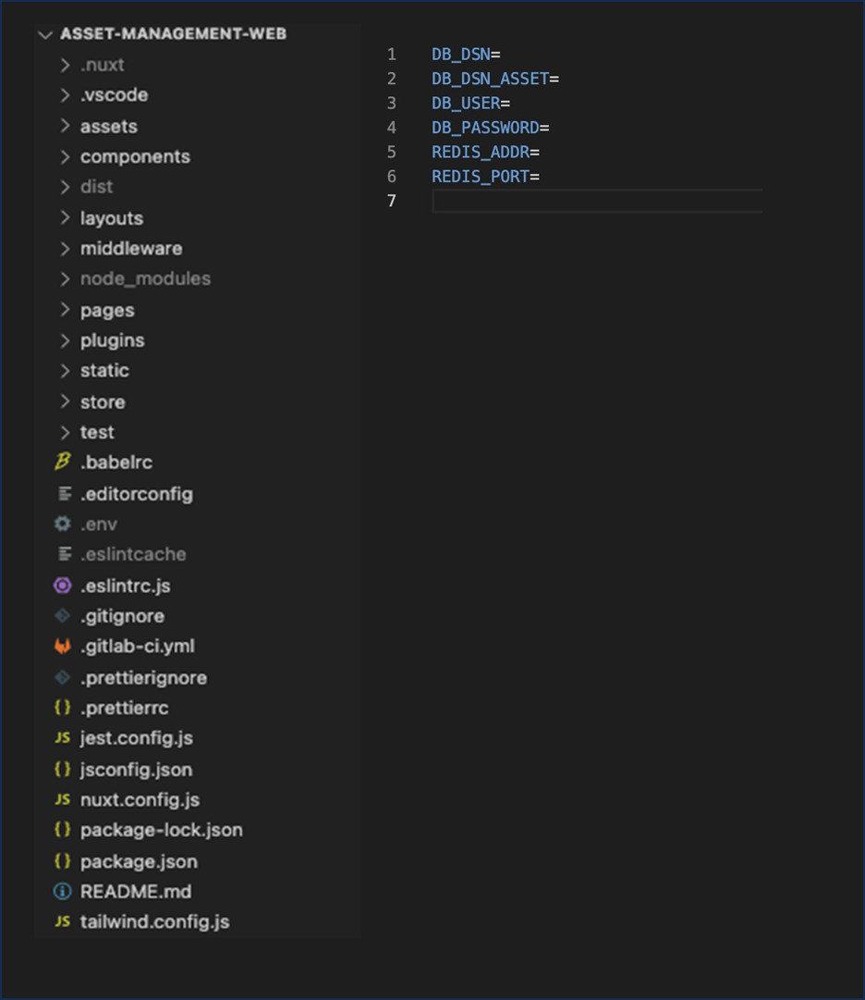 ASSET-MANAGEMENT-WEB
.nuxt
.vscode
assets
components
dist
layouts
middleware
node_modules
pages
plugins
static
store
test
.babelrc
.editorconfig
.env
.eslintcache
.eslintrc.js
.gitignore
.gitlab-ci.yml
.prettierignore
{} .prettierrc
JS jest.config.js
{} jsconfig.json
JS nuxt.config.js
{} package-lock.json
{} package.json
README.md
JS tailwind.config.js
1 DB_DSN=
2 DB_DSN_ASSET=
3 DB_USER=
4 DB_PASSWORD=
5 REDIS_ADDR=
6 REDIS_PORT=
7